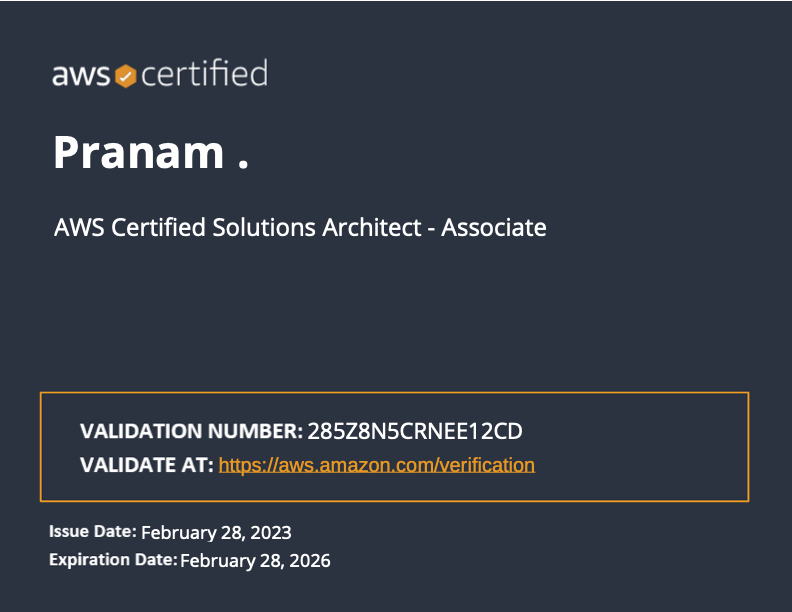 aws certified
Pranam .
AWS Certified Solutions Architect - Associate
VALIDATION NUMBER: 285Z8N5CRNEE12CD
VALIDATE AT: https://aws.amazon.com/verification
Issue Date: February 28, 2023
Expiration Date: February 28, 2026